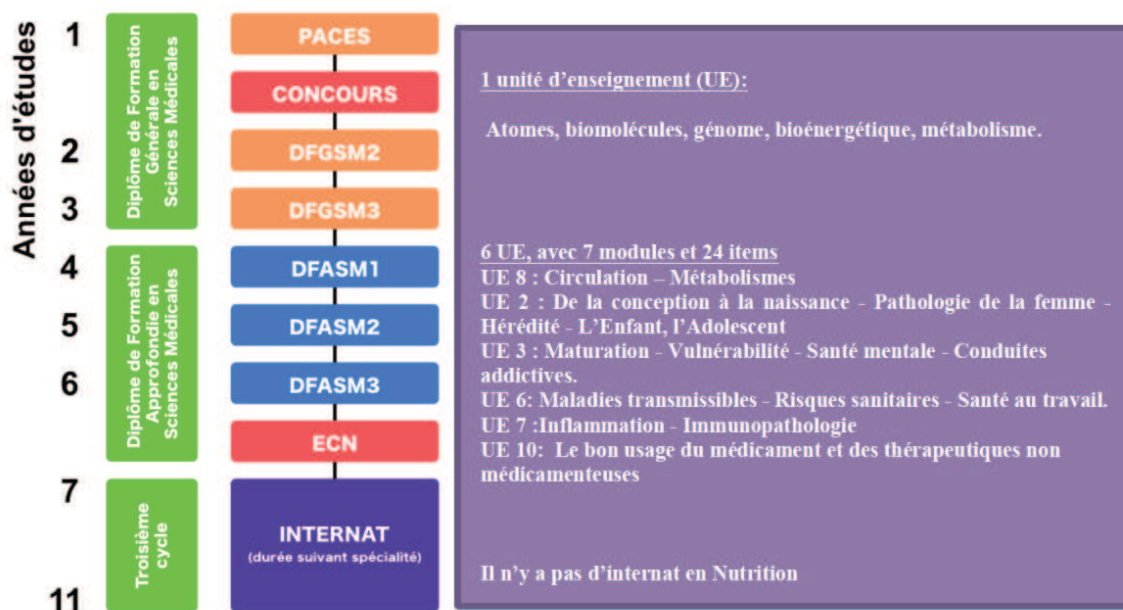 Années d'études
1
2
3
4
5
6
7
11
Diplôme de Formation
Générale en
Sciences Médicales
Diplôme de Formation
Approfondie en
Sciences Médicales
Troisième
cycle
PACES
CONCOURS
DFGSM2
DFGSM3
DFASM1
DFASM2
DFASM3
ECN
INTERNAT
(durée suivant spécialité)
1 unité d’enseignement (UE):
Atomes, biomolécules, génome, bioénergétique, métabolisme.
6 UE, avec 7 modules et 24 items
UE 8 : Circulation – Métabolismes
UE 2 : De la conception à la naissance - Pathologie de la femme -
Hérédité - L’Enfant, l’Adolescent
UE 3 : Maturation - Vulnérabilité - Santé mentale - Conduites
addictives.
UE 6: Maladies transmissibles - Risques sanitaires - Santé au travail.
UE 7 :Inflammation - Immunopathologie
UE 10: Le bon usage du médicament et des thérapeutiques non
médicamenteuses
Il n’y a pas d’internat en Nutrition